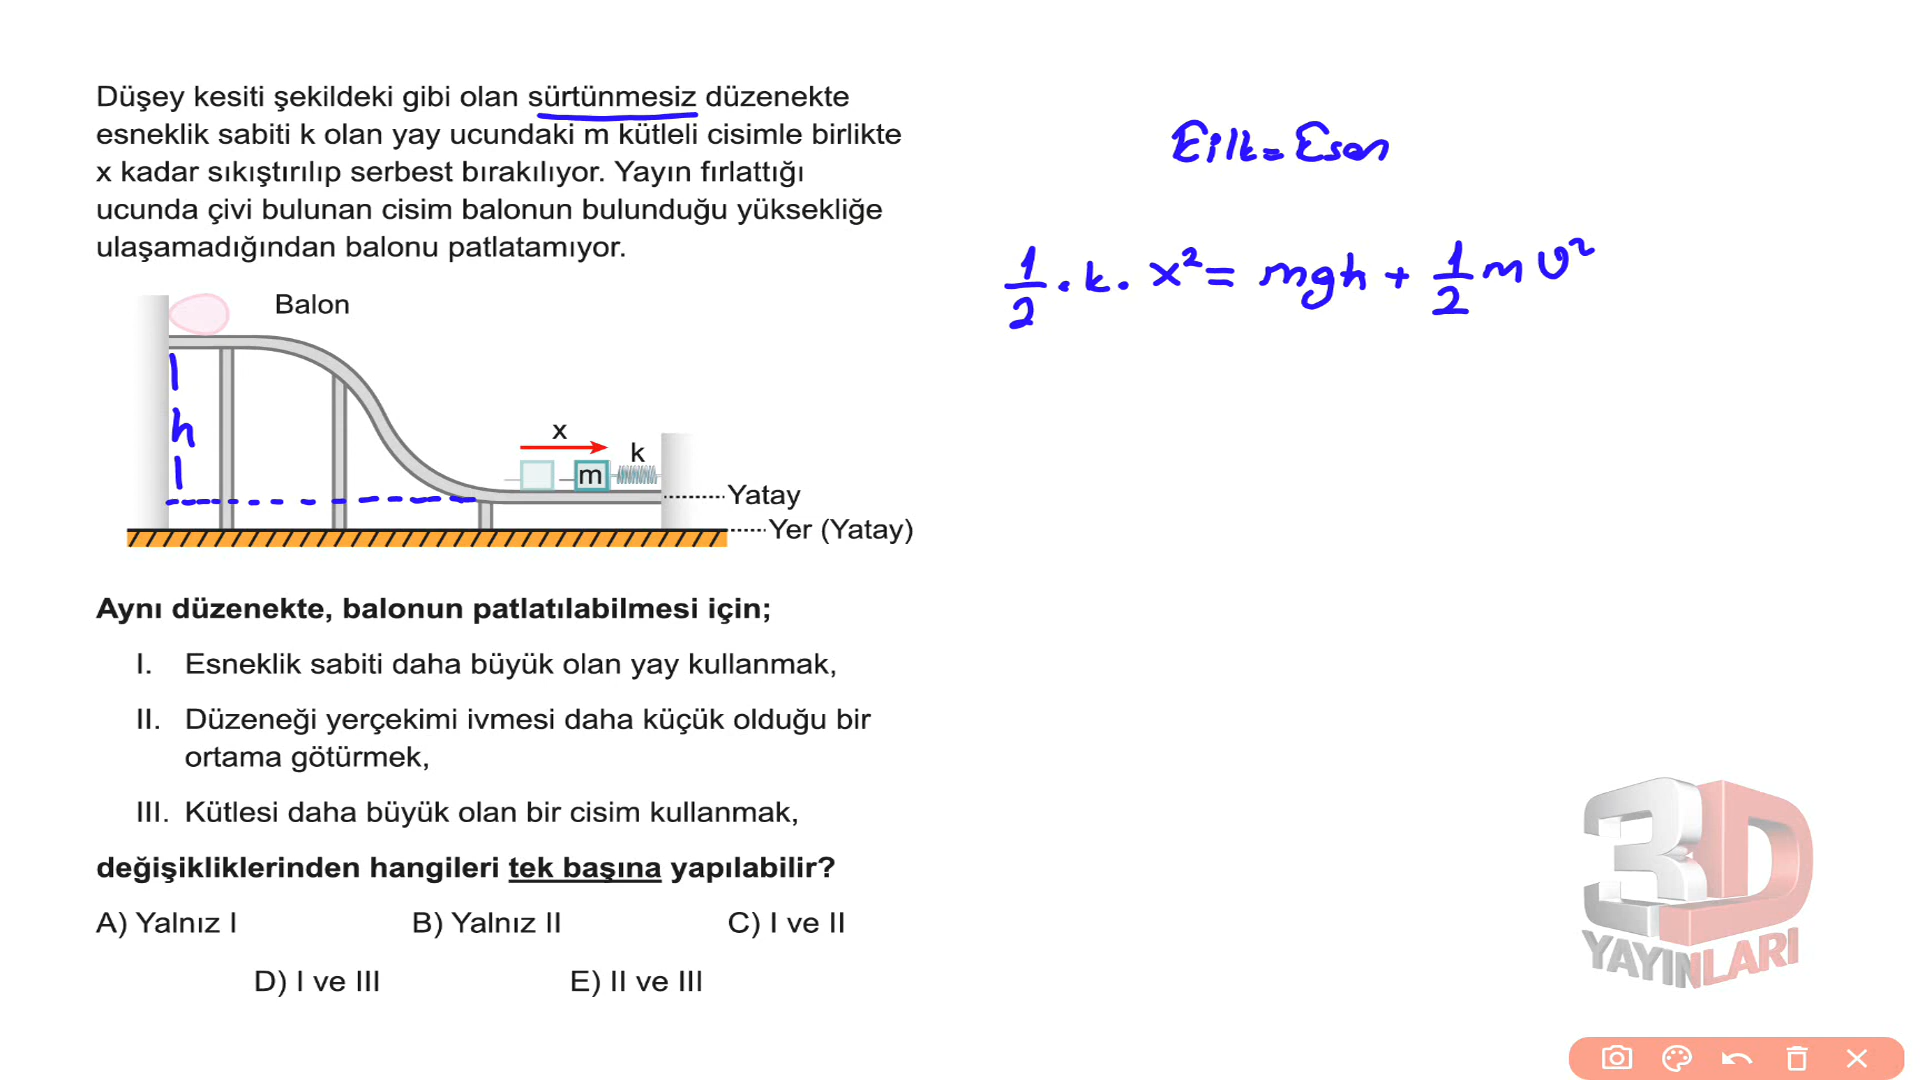 Düşey kesiti şekildeki gibi olan sürtünmesiz düzenekte
esneklik sabiti k olan yay ucundaki m kütleli cisimle birlikte
x kadar sıkıştırılıp serbest bırakılıyor. Yayın fırlattığı
ucunda çivi bulunan cisim balonun bulunduğu yüksekliğe
ulaşamadığından balonu patlatamıyor.
Balon
h
x
k
m
Yatay
Yer (Yatay)
Aynı düzenekte, balonun patlatılabilmesi için;
I. Esneklik sabiti daha büyük olan yay kullanmak,
II. Düzeneği yerçekimi ivmesi daha küçük olduğu bir
ortama götürmek,
III. Kütlesi daha büyük olan bir cisim kullanmak,
değişikliklerinden hangileri tek başına yapılabilir?
A) Yalnız I B) Yalnız II C) I ve II
D) I ve III E) II ve III
Eilk = Eson
1/2 . k . x² = mgh + 1/2 m v²
3D
YAYINLARI